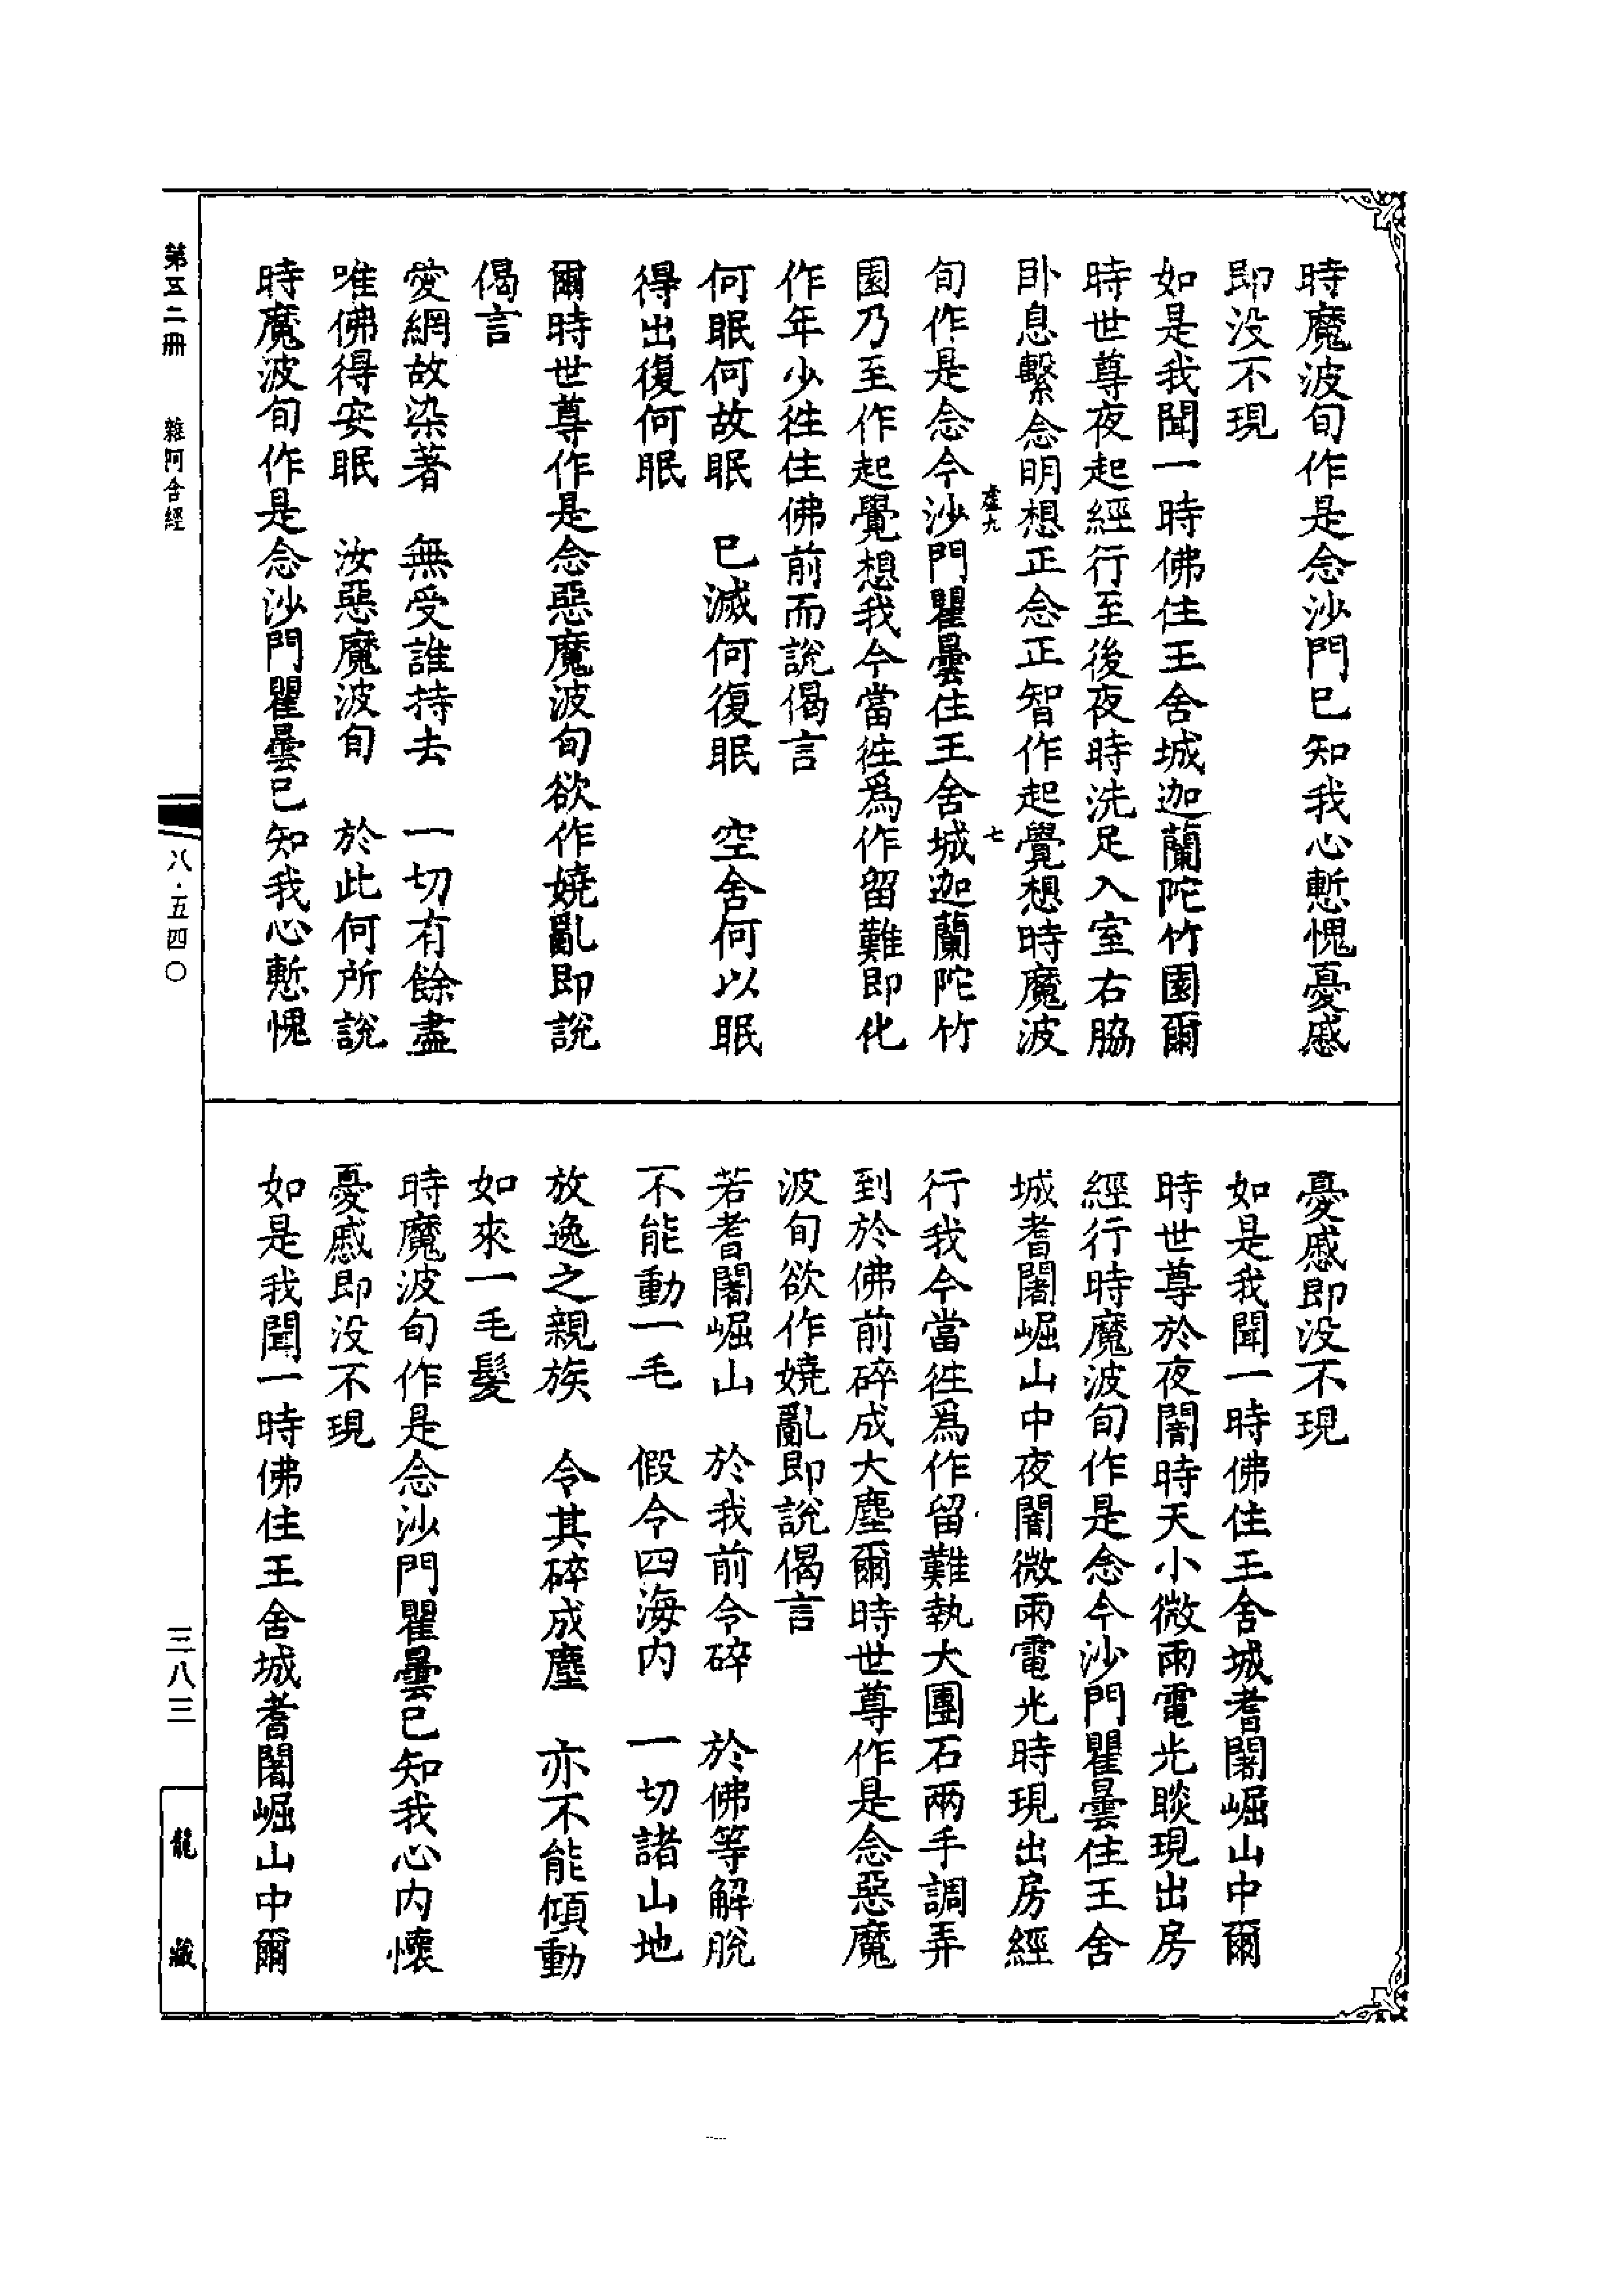 時魔波旬作是念沙門已知我心慙愧憂慼
即没不現
如是我聞一時佛住王舍城迦蘭陀竹園爾
時世尊夜起經行至後夜時洗足入室右脇
卧息繫念明想正念正智作起覺想時魔波
虛九 七
旬作是念今沙門瞿曇住王舍城迦蘭陀竹
園乃至作起覺想我今當往爲作留難即化
作年少往住佛前而說偈言
何眠何故眠 已滅何復眠 空舍何以眠
得出復何眠
爾時世尊作是念惡魔波旬欲作嬈亂即說
偈言
愛網故染著 無受誰持去 一切有餘盡
唯佛得安眠 汝惡魔波旬 於此何所說
時魔波旬作是念沙門瞿曇已知我心慙愧
憂慼即没不現
如是我聞一時佛住王舍城耆闍崛山中爾
時世尊於夜闇時天小微雨電光睒現出房
經行時魔波旬作是念今沙門瞿曇住王舍
城耆闍崛山中夜闇微雨電光時現出房經
行我今當往爲作留難執大團石兩手調弄
到於佛前碎成大塵爾時世尊作是念惡魔
波旬欲作嬈亂即說偈言
若耆闍崛山 於我前令碎 於佛等解脫
不能動一毛 假令四海内 一切諸山地
放逸之親族 令其碎成塵 亦不能傾動
如來一毛髮
時魔波旬作是念沙門瞿曇已知我心内懷
憂慼即没不現
如是我聞一時佛住王舍城耆闍崛山中爾
第五二冊 雜阿含經
八·五四〇
三八三
龍藏